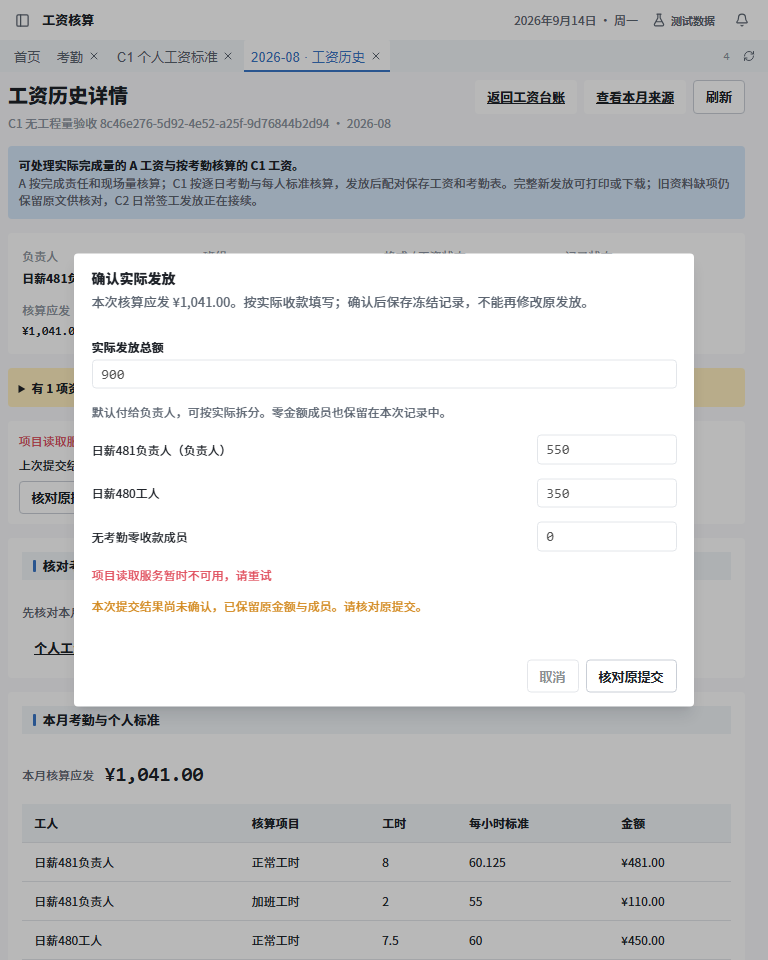 工资核算
2026年9月14日 • 周一
测试数据
首页
考勤
C1 个人工资标准
2026-08 · 工资历史
4
工资历史详情
返回工资台账
查看本月来源
刷新
C1 无工程量验收 8c46e276-5d92-4e52-a25f-9d76844b2d94 • 2026-08
可处理实际完成量的 A 工资与按考勤核算的 C1 工资。
A 按完成责任和现场量核算；C1 按逐日考勤与每人标准核算，发放后配对保存工资和考勤表。完整新发放可打印或下载；旧资料缺项仍
保留原文供核对，C2 日常签工发放正在接续。
负责人
日薪481负
核算应发
¥1,041.0
有 1 项资
项目读取服
上次提交结
核对原提
确认实际发放
本次核算应发 ¥1,041.00。按实际收款填写；确认后保存冻结记录，不能再修改原发放。
实际发放总额
900
默认付给负责人，可按实际拆分。零金额成员也保留在本次记录中。
日薪481负责人（负责人）
550
日薪480工人
350
无考勤零收款成员
0
项目读取服务暂时不可用，请重试
本次提交结果尚未确认，已保留原金额与成员。请核对原提交。
取消
核对原提交
核对考
先核对本月
个人工
本月考勤与个人标准
本月核算应发 ¥1,041.00
工人 核算项目 工时 每小时标准 金额
日薪481负责人 正常工时 8 60.125 ¥481.00
日薪481负责人 加班工时 2 55 ¥110.00
日薪480工人 正常工时 7.5 60 ¥450.00